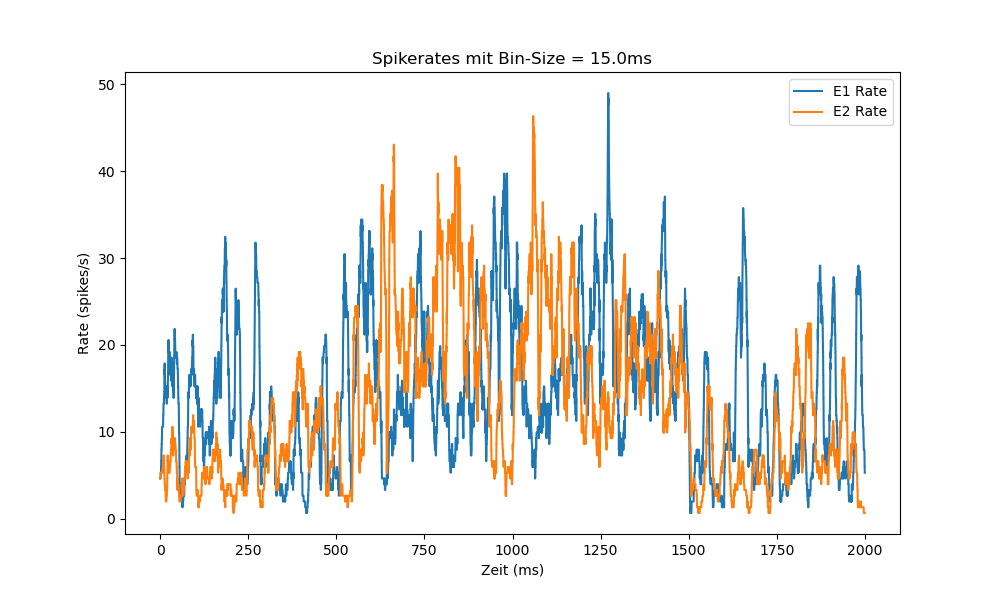 Spikerates mit Bin-Size = 15.0ms
E1 Rate
E2 Rate
50
40
30
20
10
0
Rate (spikes/s)
0 250 500 750 1000 1250 1500 1750 2000
Zeit (ms)